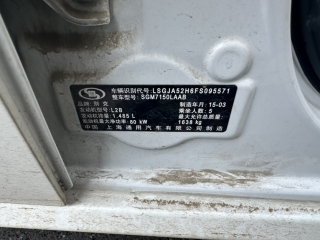 车辆识别代号:LSGJA52H6FS095571
整车型号:SGM7150LAAB
品牌 别克 制造年月:15-03
发动机型号:L2B 乘坐人数:5
发动机排量:1.485 L 最大允许总质量:
发动机最大净功率:80 kW 1638 kg
中国 上海通用汽车有限公司